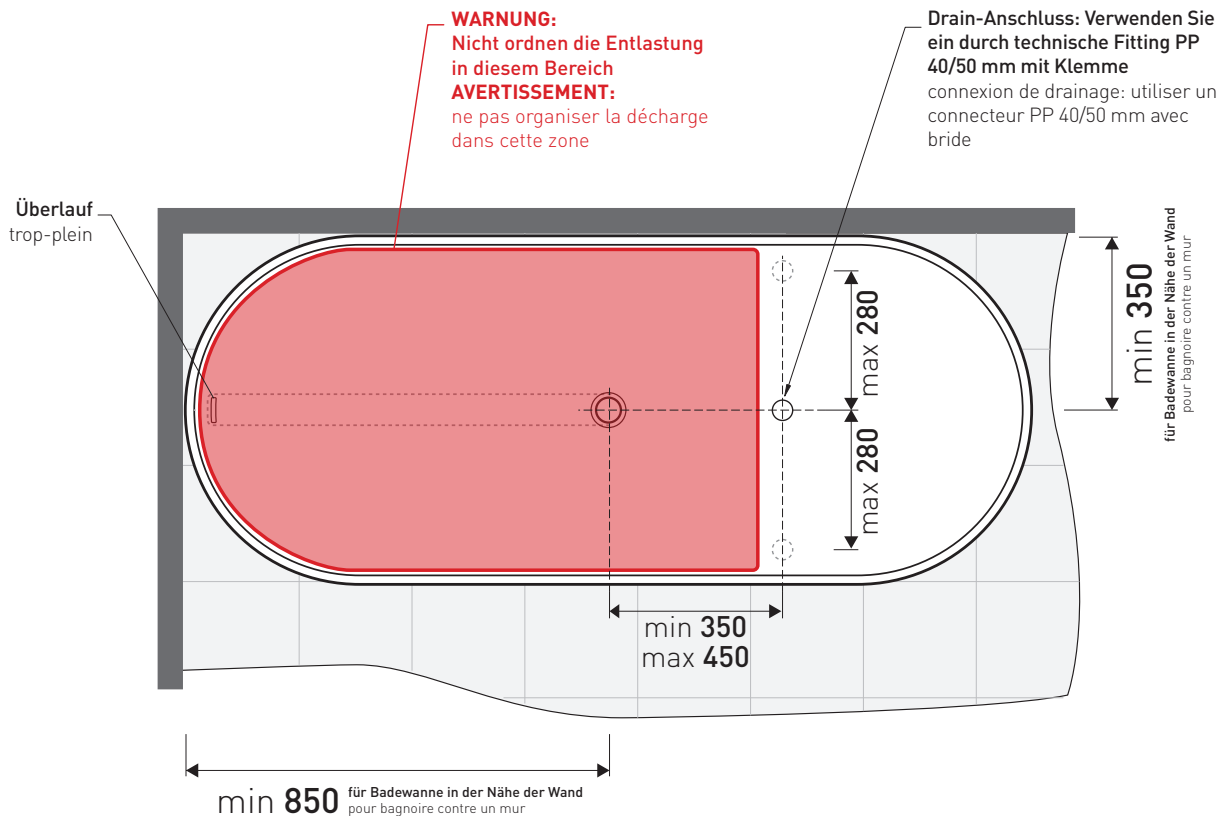 WARNUNG:
Nicht ordnen die Entlastung
in diesem Bereich
AVERTISSEMENT:
ne pas organiser la décharge
dans cette zone
Drain-Anschluss: Verwenden Sie
ein durch technische Fitting PP
40/50 mm mit Klemme
connexion de drainage: utiliser un
connecteur PP 40/50 mm avec
bride
Überlauf
trop-plein
max 280
max 280
min 350
für Badewanne in der Nähe der Wand
pour bagnoire contre un mur
min 350
max 450
min 850
für Badewanne in der Nähe der Wand
pour bagnoire contre un mur